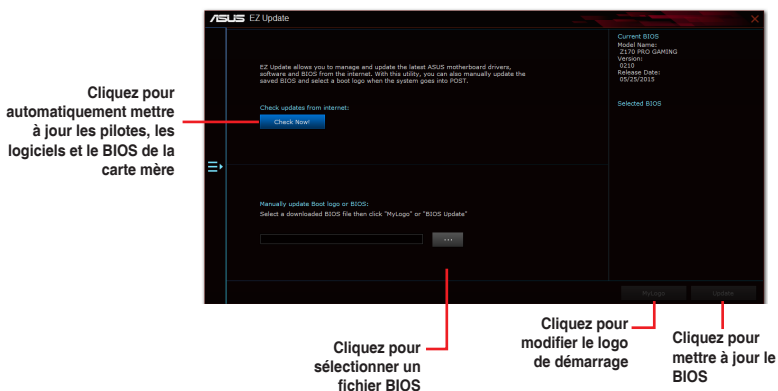 ASUS EZ Update
Current BIOS
Model Name:
Z170 PRO GAMING
Version:
0210
Release Date:
05/25/2015
Selected BIOS
EZ Update allows you to manage and update the latest ASUS motherboard drivers,
software and BIOS from the internet. With this utility, you can also manually update the
saved BIOS and select a boot logo when the system goes into POST.
Check updates from internet:
Check Now!
Cliquez pour
automatiquement mettre
à jour les pilotes, les
logiciels et le BIOS de la
carte mère
Manually update Boot logo or BIOS:
Select a downloaded BIOS file then click "MyLogo" or "BIOS Update"
...
MyLogo
Update
Cliquez pour
sélectionner un
fichier BIOS
Cliquez pour
modifier le logo
de démarrage
Cliquez pour
mettre à jour le
BIOS